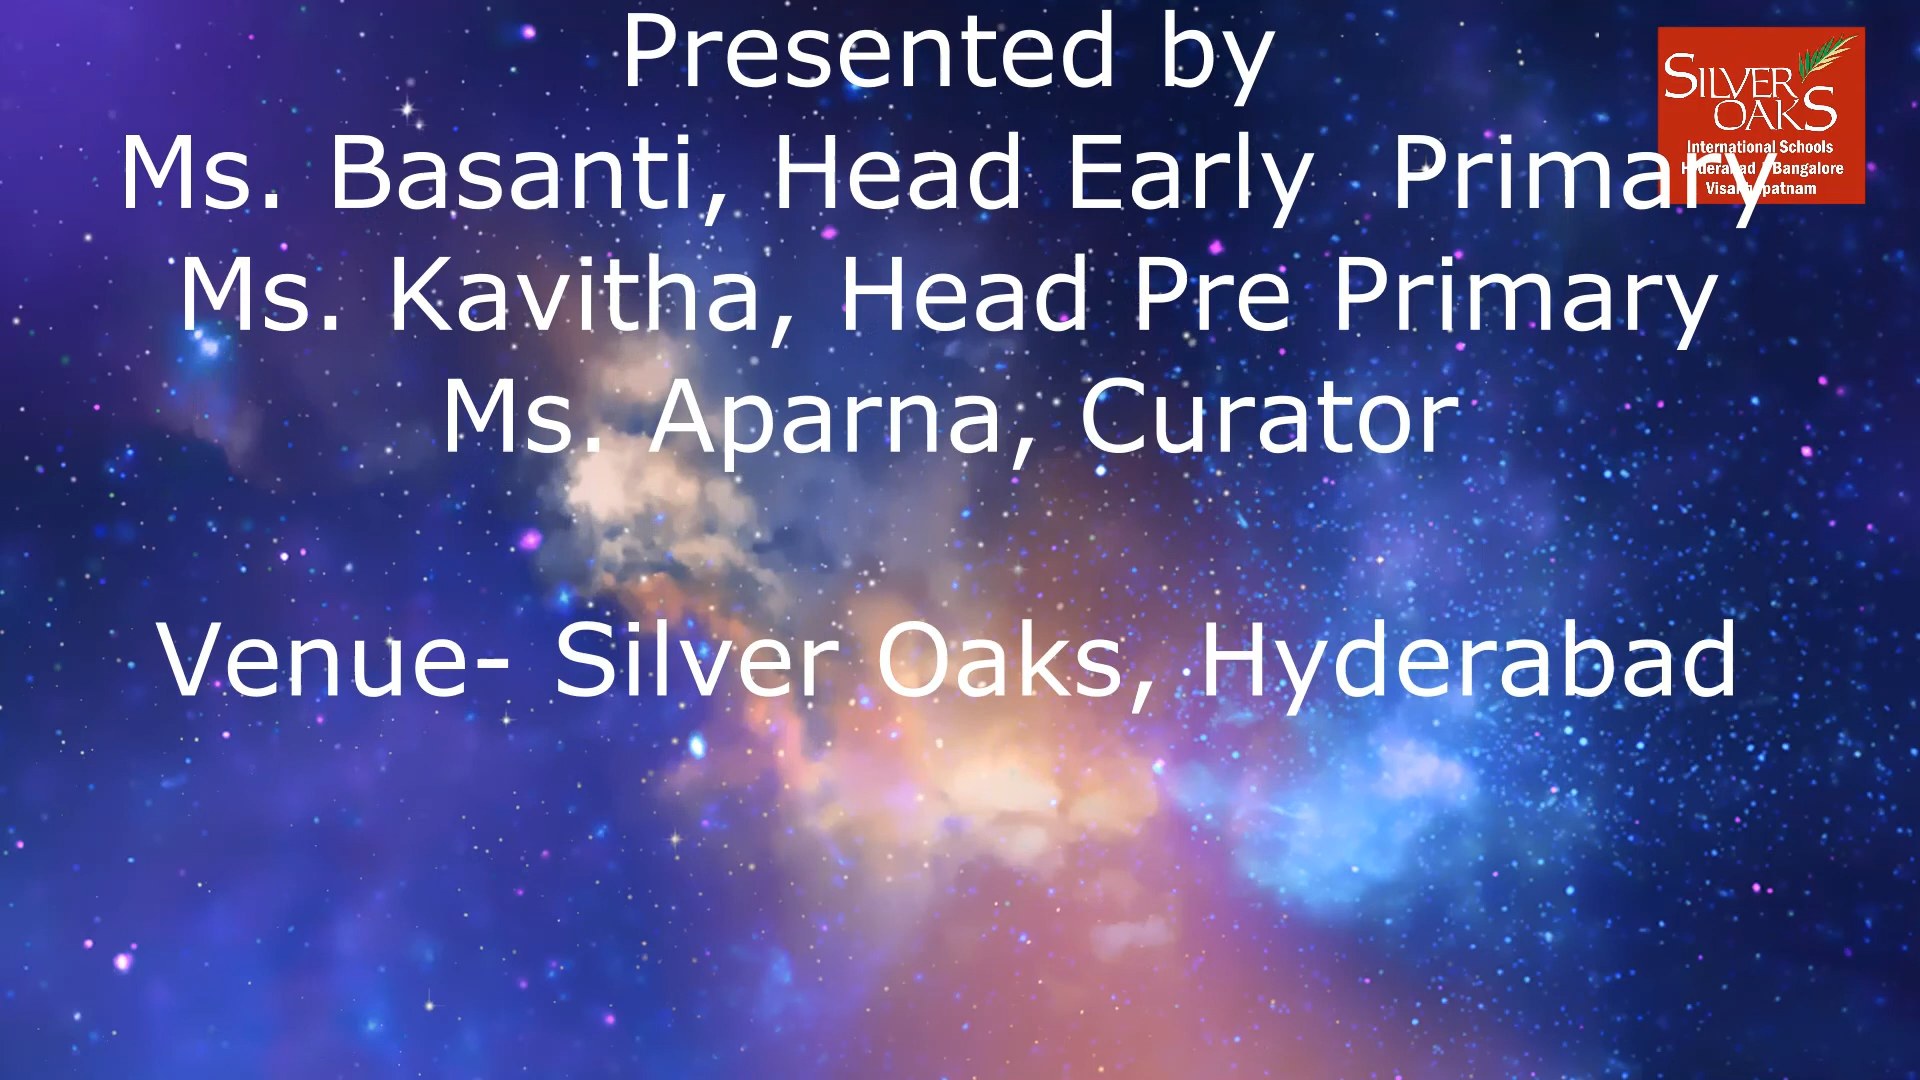 Presented by
SILVER
OAKS
International Schools
Bangalore
Ms. Basanti, Head Early  Primary
Ms. Kavitha, Head Pre Primary
Ms. Aparna, Curator
Venue- Silver Oaks, Hyderabad